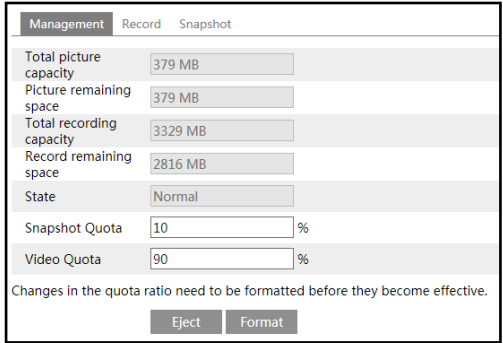 Management Record Snapshot
Total picture
capacity
379 MB
Picture remaining
space
379 MB
Total recording
capacity
3329 MB
Record remaining
space
2816 MB
State Normal
Snapshot Quota 10 %
Video Quota 90 %
Changes in the quota ratio need to be formatted before they become effective.
Eject Format